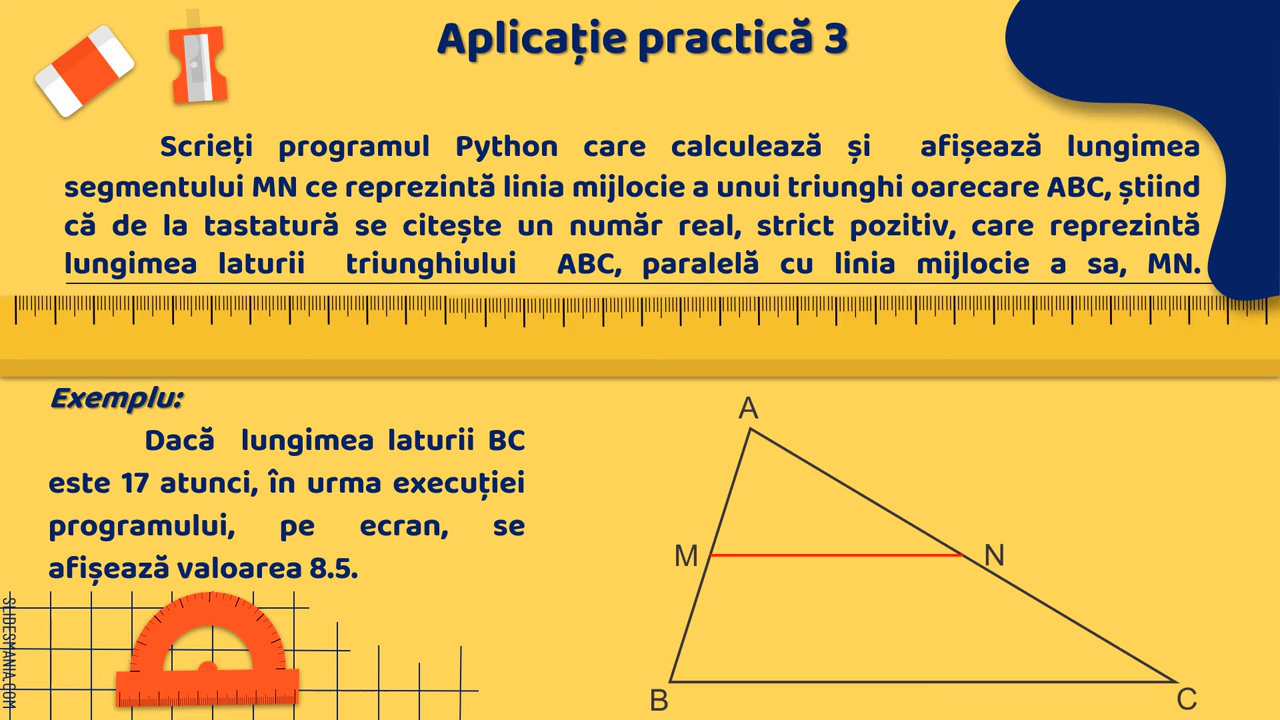 Aplicație practică 3
Scrieți programul Python care calculează și afișează lungimea
segmentului MN ce reprezintă linia mijlocie a unui triunghi oarecare ABC, știind
că de la tastatură se citește un număr real, strict pozitiv, care reprezintă
lungimea laturii triunghiului ABC, paralelă cu linia mijlocie a sa, MN.
Exemplu:
Dacă lungimea laturii BC
este 17 atunci, în urma execuției
programului, pe ecran, se
afișează valoarea 8.5.
A
M
N
B
C
SLIDESMANIA.COM